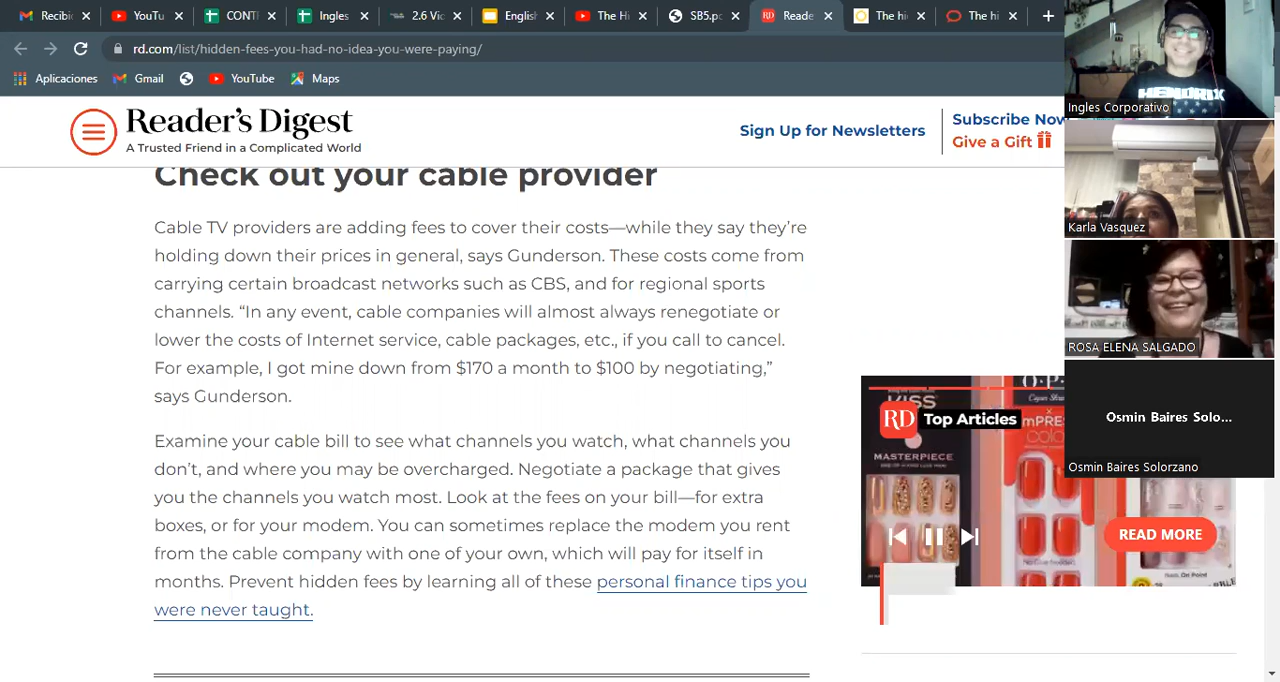 Recibic
YouTu
CONTI
Ingles
2.6 Vic
English
The Hi
SB5.pc
Reade
The hi
The hi
rd.com/list/hidden-fees-you-had-no-idea-you-were-paying/
Aplicaciones
Gmail
YouTube
Maps
Reader's Digest
A Trusted Friend in a Complicated World
Sign Up for Newsletters
Subscribe Now
Give a Gift
Check out your cable provider
Cable TV providers are adding fees to cover their costs—while they say they're
holding down their prices in general, says Gunderson. These costs come from
carrying certain broadcast networks such as CBS, and for regional sports
channels. “In any event, cable companies will almost always renegotiate or
lower the costs of Internet service, cable packages, etc., if you call to cancel.
For example, I got mine down from $170 a month to $100 by negotiating,”
says Gunderson.
Examine your cable bill to see what channels you watch, what channels you
don't, and where you may be overcharged. Negotiate a package that gives
you the channels you watch most. Look at the fees on your bill—for extra
boxes, or for your modem. You can sometimes replace the modem you rent
from the cable company with one of your own, which will pay for itself in
months. Prevent hidden fees by learning all of these personal finance tips you
were never taught.
RD
Top Articles
KISS
MASTERPIECE
O·P·I
mPRESS
color
READ MORE
HENDRIX
Ingles Corporativo
Karla Vasquez
ROSA ELENA SALGADO
Osmin Baires Solo...
Osmin Baires Solorzano